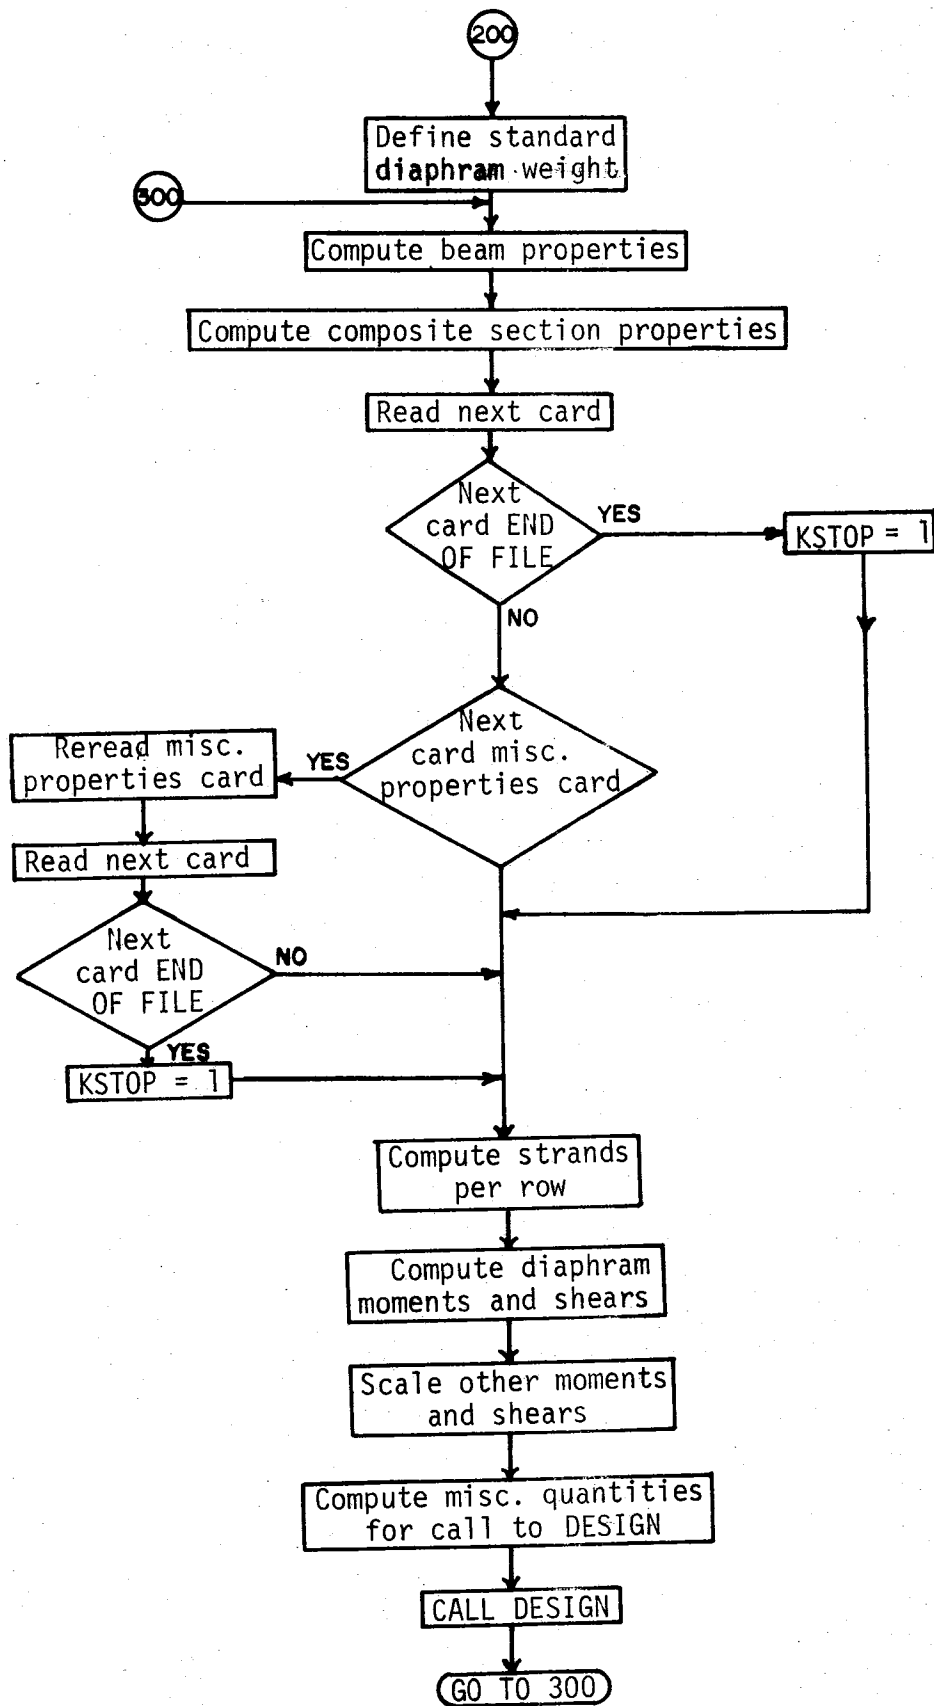 200
Define standard
diaphram weight
300
Compute beam properties
Compute composite section properties
Read next card
Next
card END
OF FILE
YES
KSTOP = 1
NO
Next
card misc.
properties card
YES
Reread misc.
properties card
Read next card
Next
card END
OF FILE
NO
YES
KSTOP = 1
Compute strands
per row
Compute diaphram
moments and shears
Scale other moments
and shears
Compute misc. quantities
for call to DESIGN
CALL DESIGN
GO TO 300